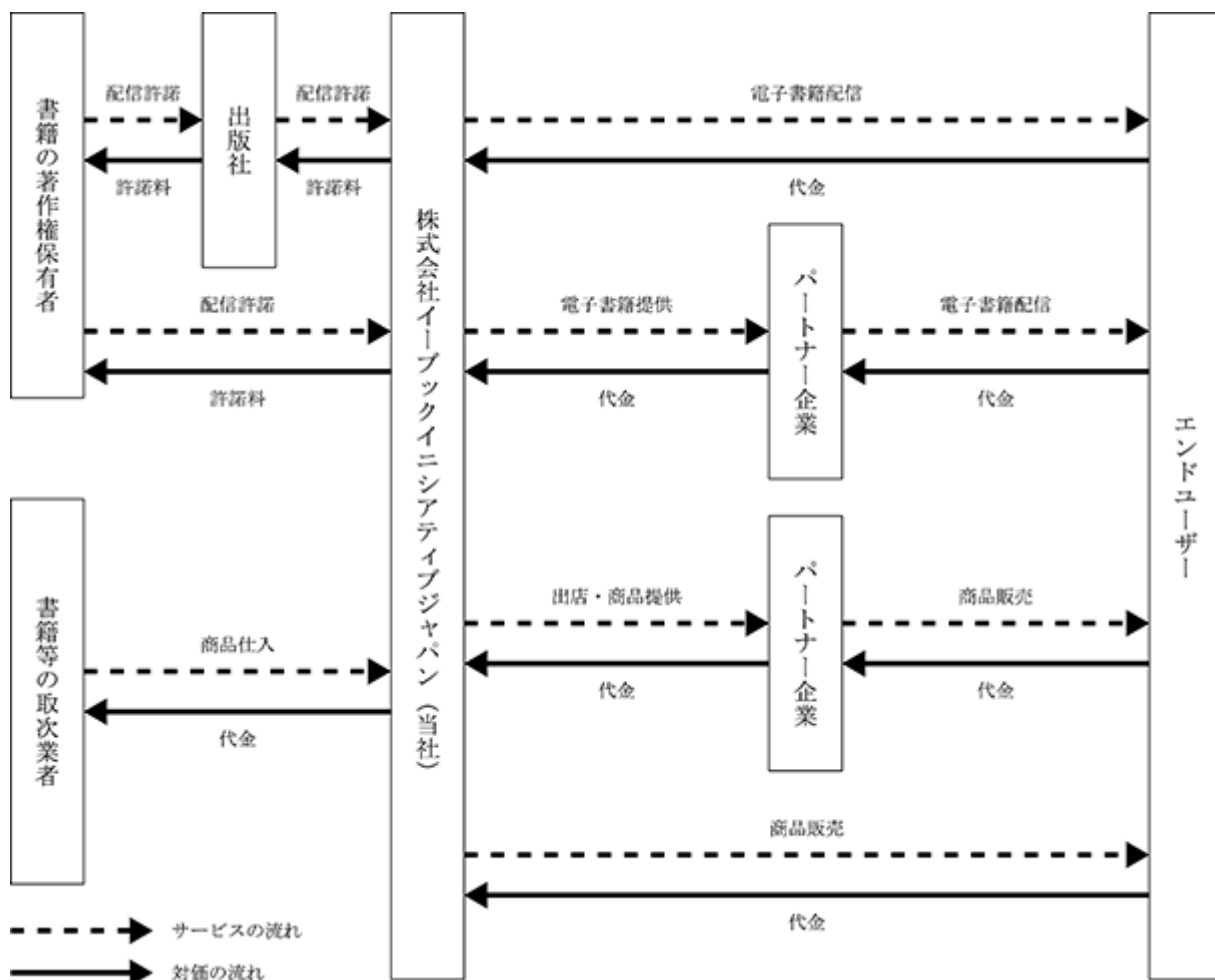 書籍の著作権保有者
配信許諾
許諾料
出版社
配信許諾
許諾料
配信許諾
許諾料
書籍等の取次業者
商品仕入
代金
株式会社イーブックイニシアティブジャパン（当社）
電子書籍配信
代金
電子書籍提供
代金
パートナー企業
電子書籍配信
代金
出店・商品提供
代金
パートナー企業
商品販売
代金
商品販売
代金
エンドユーザー
サービスの流れ
対価の流れ